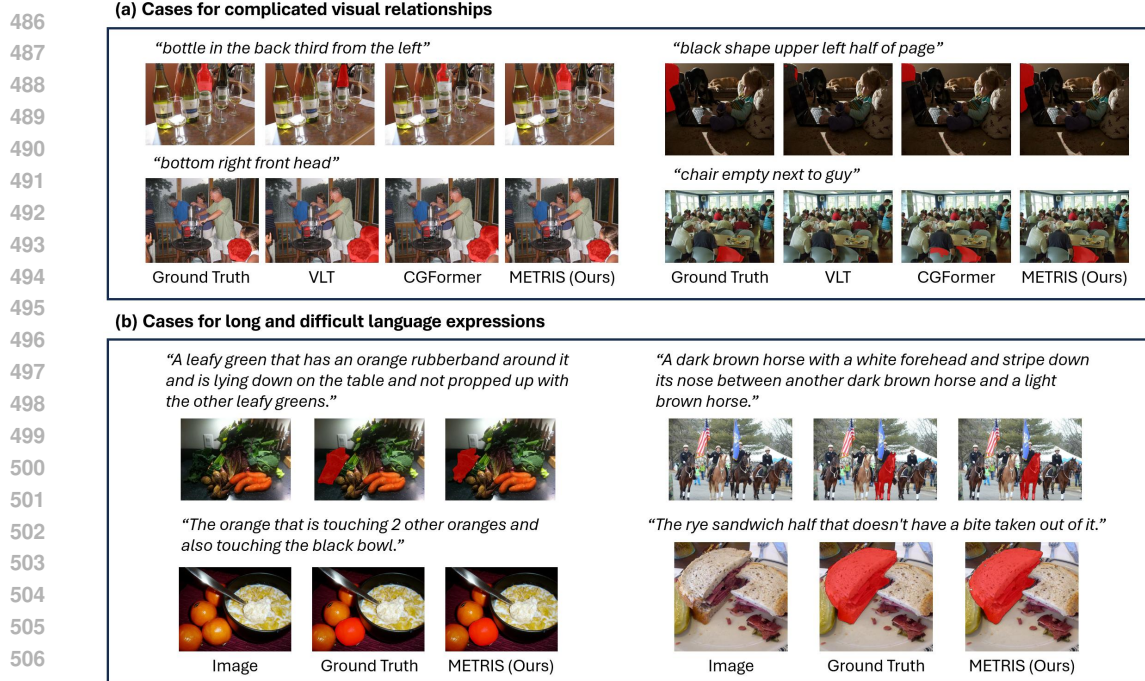 486
487
488
489
490
491
492
493
494
495
496
497
498
499
500
501
502
503
504
505
506
(a) Cases for complicated visual relationships
“bottle in the back third from the left”
“bottom right front head”
Ground Truth VLT CGFormer METRIS (Ours)
“black shape upper left half of page”
“chair empty next to guy”
Ground Truth VLT CGFormer METRIS (Ours)
(b) Cases for long and difficult language expressions
“A leafy green that has an orange rubberband around it
and is lying down on the table and not propped up with
the other leafy greens.”
“The orange that is touching 2 other oranges and
also touching the black bowl.”
Image Ground Truth METRIS (Ours)
“A dark brown horse with a white forehead and stripe down
its nose between another dark brown horse and a light
brown horse.”
“The rye sandwich half that doesn't have a bite taken out of it.”
Image Ground Truth METRIS (Ours)